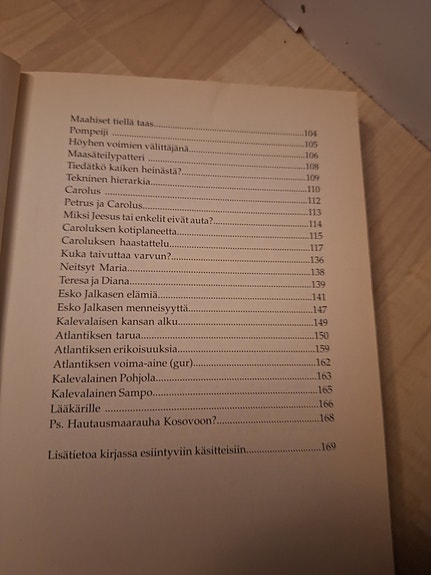 Maahiset tiellä taas......................................................104
Pompeiji ......................................................105
Höyhen voimien välittäjänä......................................................106
Maasäteilypatteri ......................................................108
Tiedätkö kaiken heinästä?......................................................109
Tekninen hierarkia......................................................110
Carolus ......................................................112
Petrus ja Carolus......................................................113
Miksi Jeesus tai enkelit eivät auta?......................................................114
Caroluksen kotiplaneetta......................................................115
Caroluksen haastattelu......................................................117
Kuka taivuttaa varvun?......................................................136
Neitsyt Maria......................................................138
Teresa ja Diana......................................................139
Esko Jalkasen elämiä......................................................141
Esko Jalkasen menneisyyttä......................................................147
Kalevalaisen kansan alku......................................................149
Atlantiksen tarua......................................................150
Atlantiksen erikoisuuksia......................................................159
Atlantiksen voima-aine (gur)......................................................162
Kalevalainen Pohjola......................................................163
Kalevalainen Sampo......................................................165
Lääkärille ......................................................166
Ps. Hautausmaarauha Kosovoon?......................................................168
Lisätietoa kirjassa esiintyviin käsitteisiin......................................................169